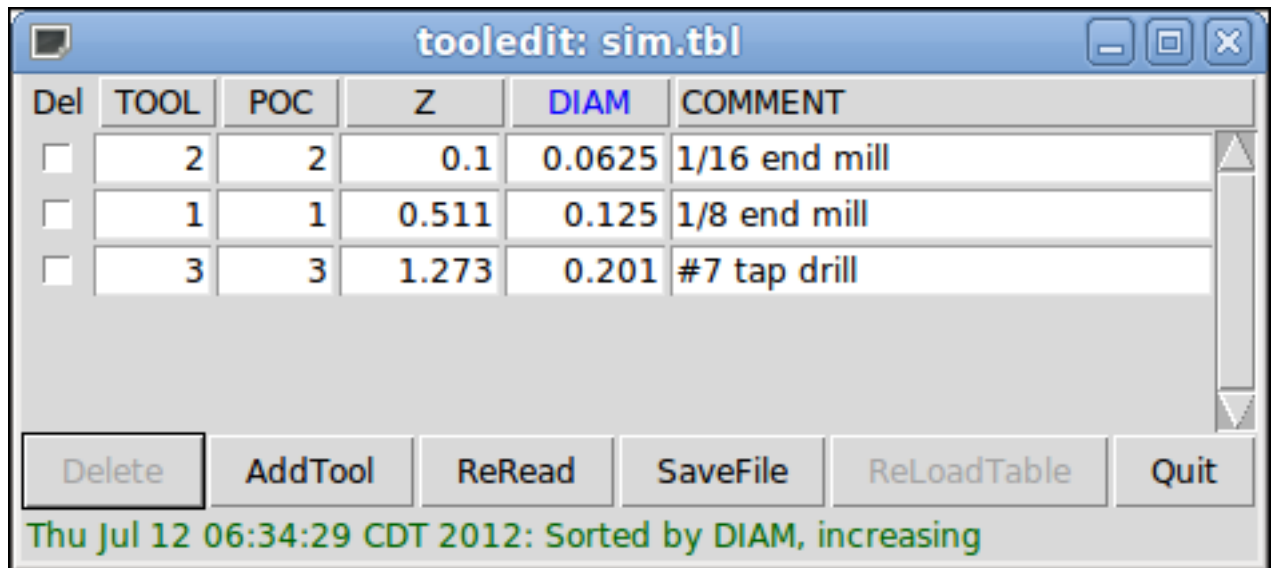 tooledit: sim.tbl
Del TOOL POC Z DIAM COMMENT
2 2 0.1 0.0625 1/16 end mill
1 1 0.511 0.125 1/8 end mill
3 3 1.273 0.201 #7 tap drill
Delete AddTool ReRead SaveFile ReLoadTable Quit
Thu Jul 12 06:34:29 CDT 2012: Sorted by DIAM, increasing